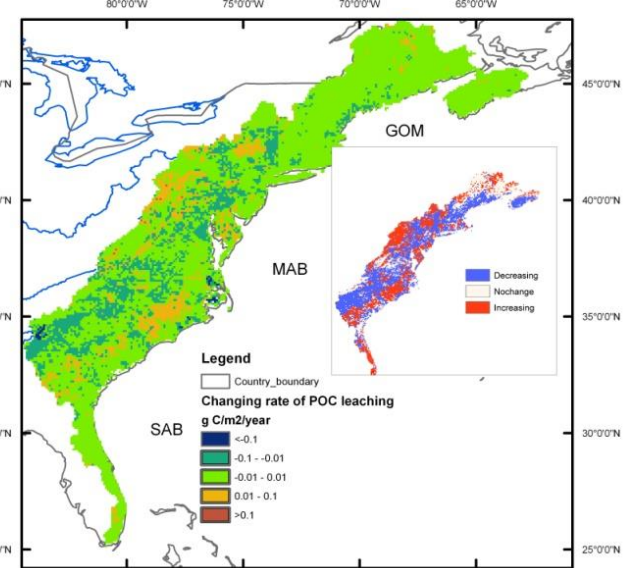 80°0'0"W 75°0'0"W 70°0'0"W 65°0'0"W
'N 45°0'0"N
GOM
'N 40°0'0"N
MAB
Decreasing
Nochange
Increasing
'N 35°0'0"N
Legend
Country_boundary
Changing rate of POC leaching
g C/m2/year
SAB
'N 30°0'0"N
<-0.1
-0.1 - -0.01
-0.01 - 0.01
0.01 - 0.1
>0.1
'N 25°0'0"N